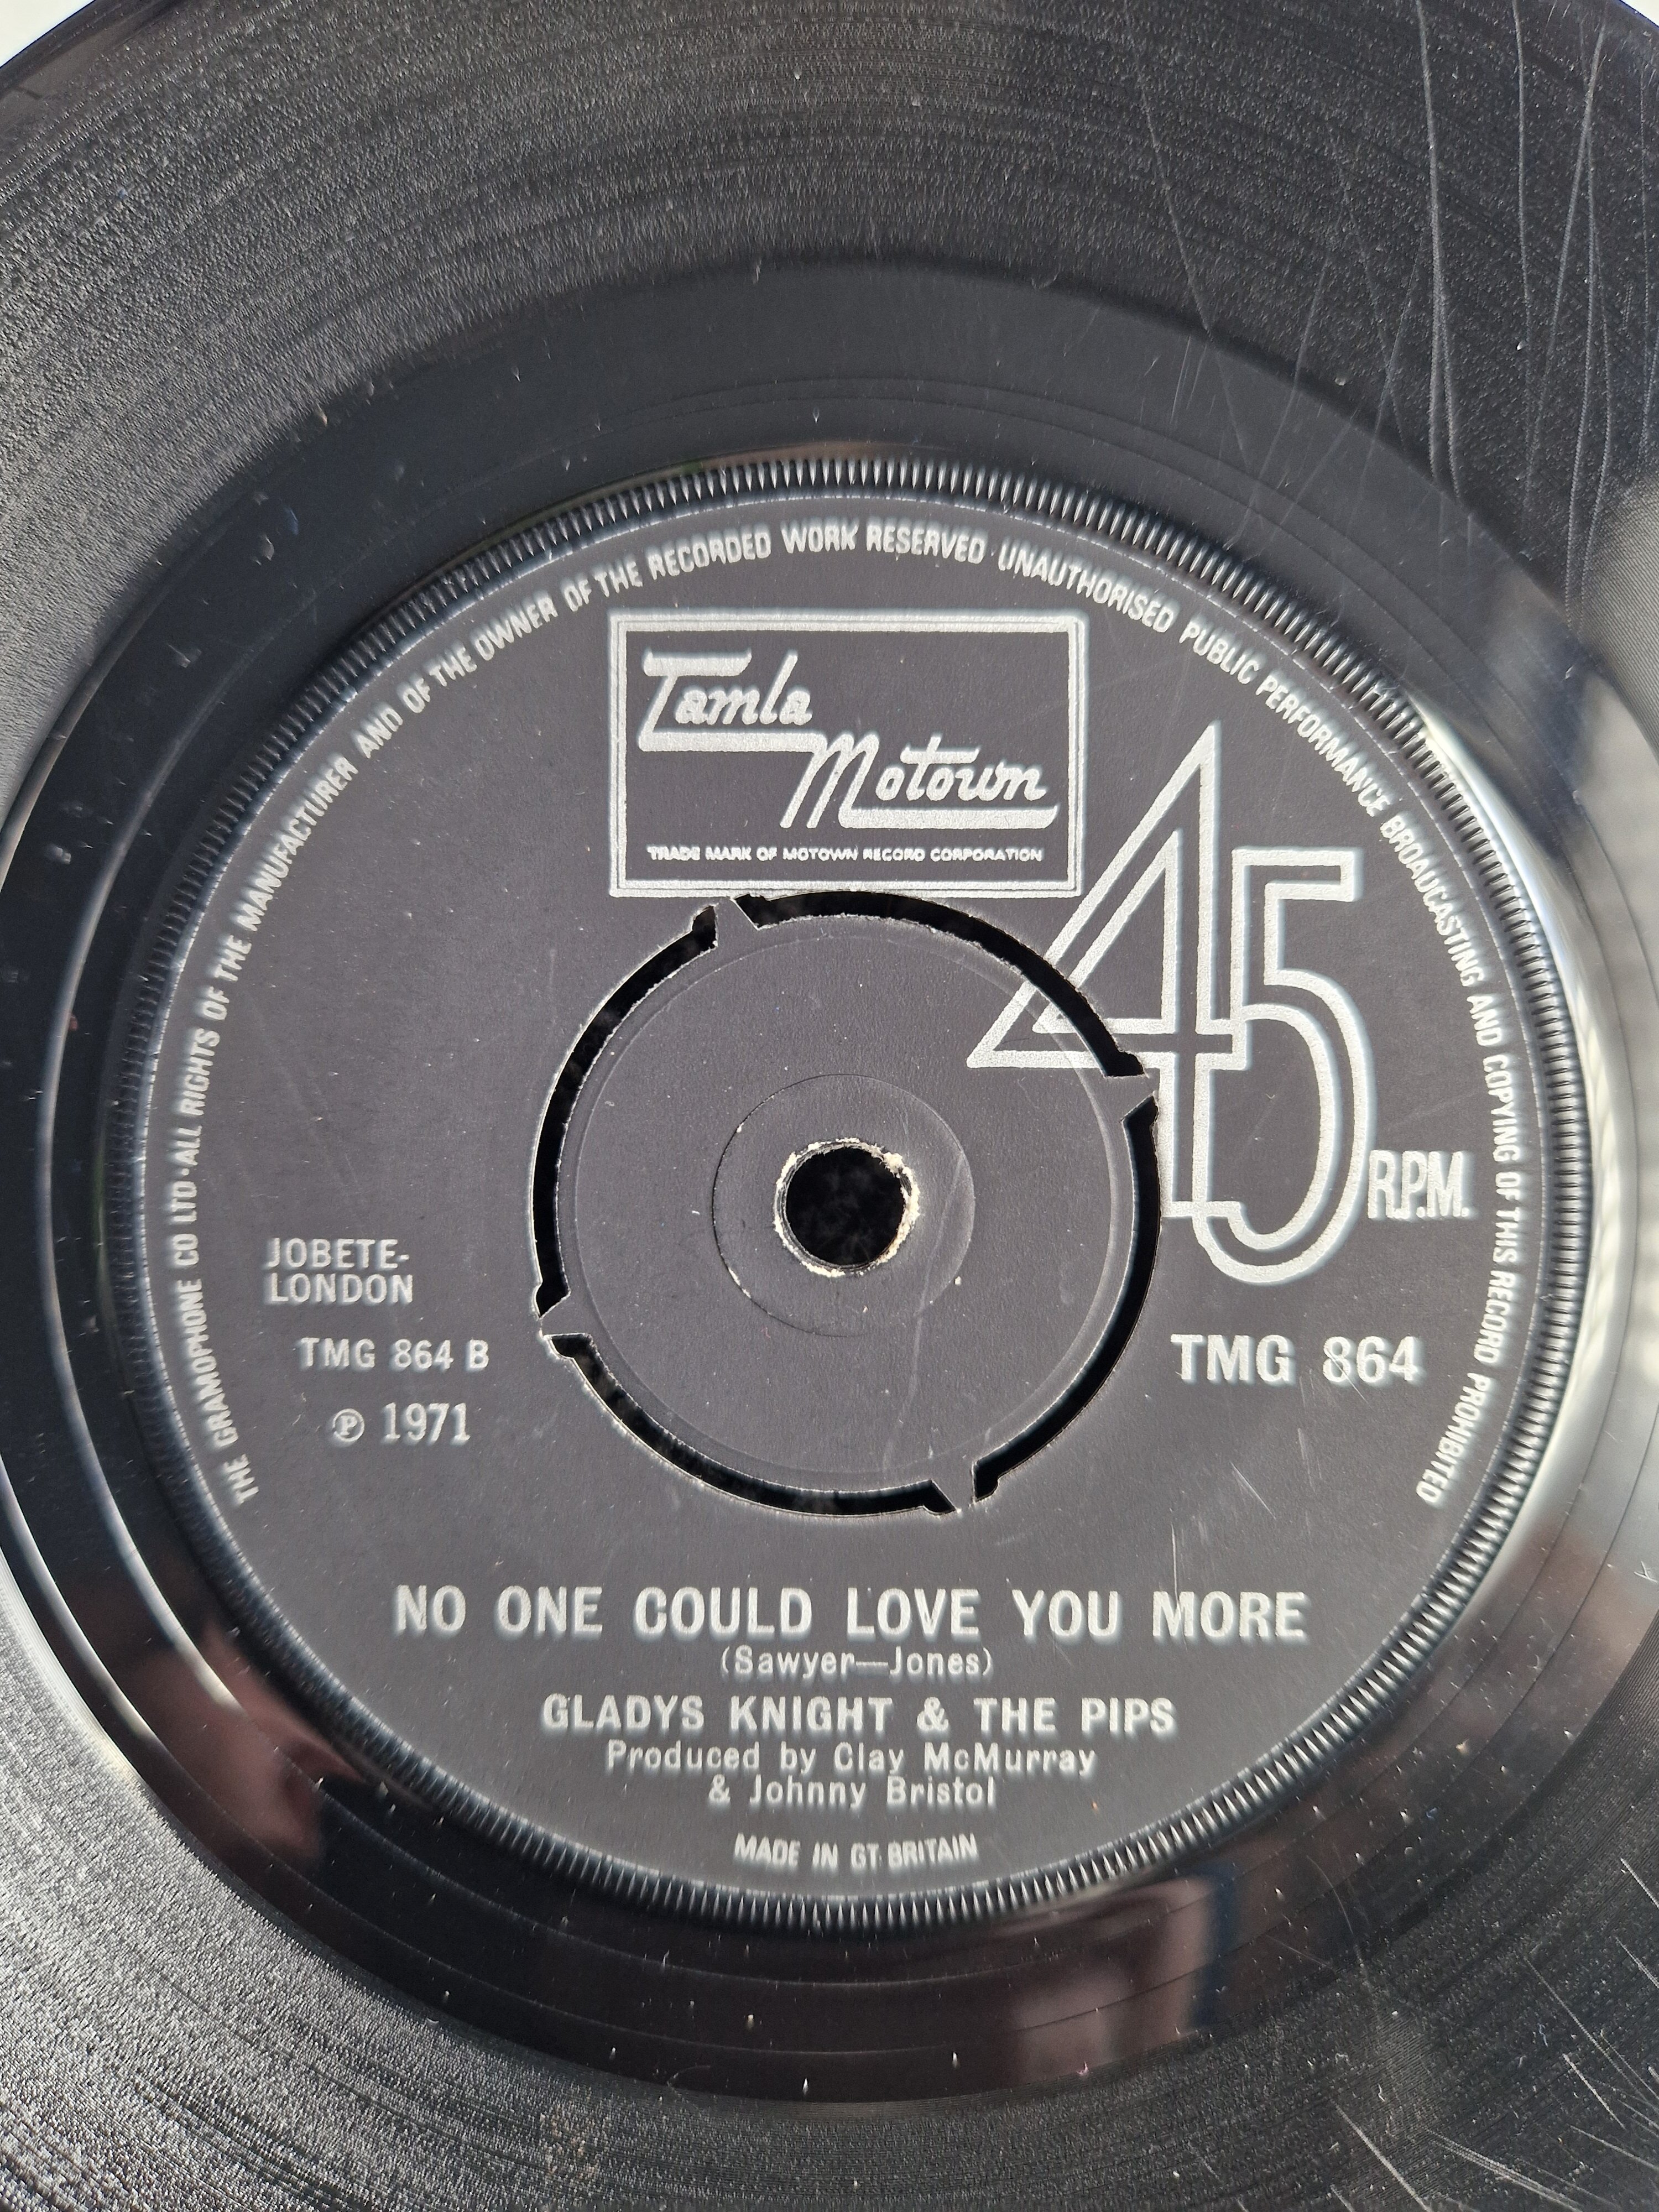 THE GRAMOPHONE CO LTD · ALL RIGHTS OF THE MANUFACTURER AND OF THE OWNER OF THE RECORDED WORK RESERVED · UNAUTHORISED PUBLIC PERFORMANCE BROADCASTING AND COPYING OF THIS RECORD PROHIBITED
Tamla
Motown
TRADE MARK OF MOTOWN RECORD CORPORATION
45
R.P.M.
JOBETE-
LONDON
TMG 864 B
TMG 864
℗ 1971
NO ONE COULD LOVE YOU MORE
(Sawyer—Jones)
GLADYS KNIGHT & THE PIPS
Produced by Clay McMurray
& Johnny Bristol
MADE IN GT. BRITAIN